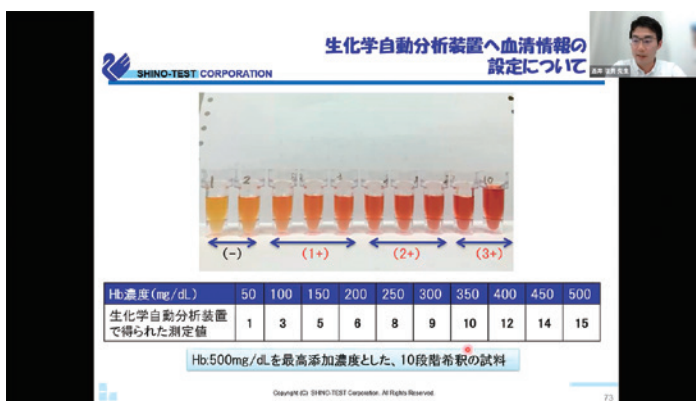 生化学自動分析装置へ血清情報の
設定について
SHINO-TEST CORPORATION
1 2 10
(-) (1+) (2+) (3+)
Hb濃度(mg/dL) 50 100 150 200 250 300 350 400 450 500
生化学自動分析装置
で得られた測定値 1 3 5 6 8 9 10 12 14 15
Hb:500mg/dLを最高添加濃度とした、10段階希釈の試料
Copyright (C) SHINO-TEST Corporation. All Rights Reserved.
73